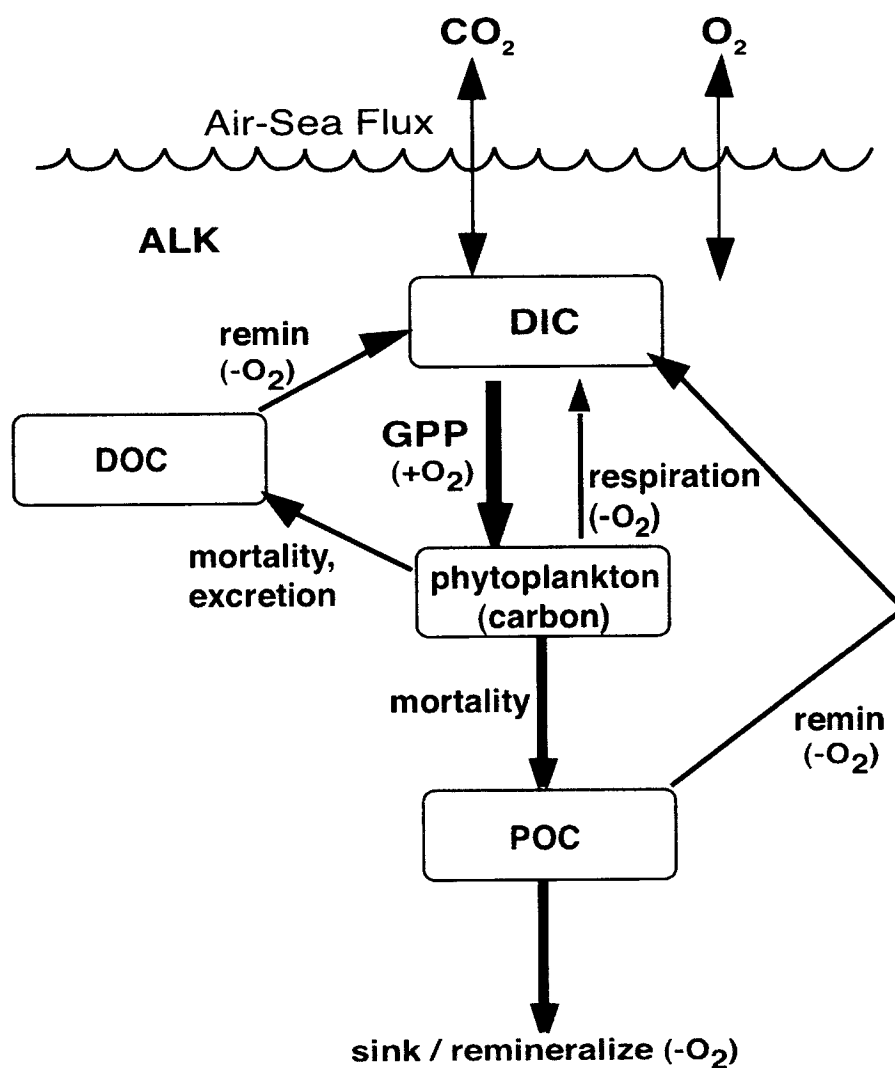 CO₂
O₂
Air-Sea Flux
ALK
DIC
remin
(-O₂)
GPP
(+O₂)
DOC
respiration
(-O₂)
mortality,
excretion
phytoplankton
(carbon)
mortality
remin
(-O₂)
POC
sink / remineralize (-O₂)